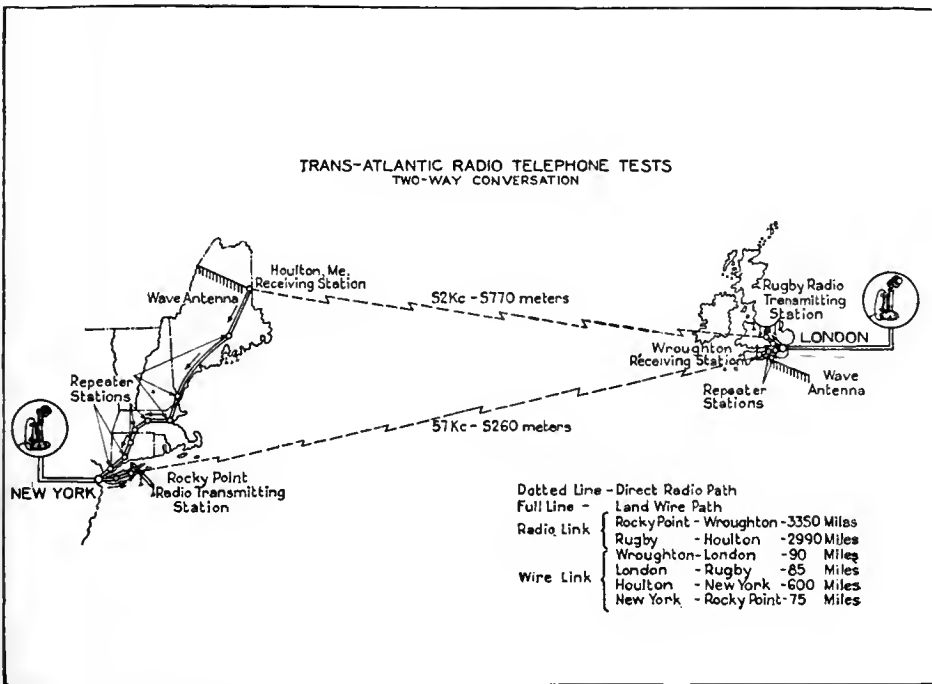 TRANS-ATLANTIC RADIO TELEPHONE TESTS
TWO-WAY CONVERSATION
Houlton, Me.
Receiving Station
Wave Antenna
52Kc - 5770 meters
Rugby Radio
Transmitting
Station
LONDON
Wroughton
Receiving Station
Repeater
Stations
Wave
Antenna
Repeater
Stations
57Kc - 5260 meters
NEW YORK
Rocky Point
Radio Transmitting
Station
Dotted Line - Direct Radio Path
Full Line - Land Wire Path
Radio Link { Rocky Point - Wroughton - 3350 Miles
Rugby - Houlton - 2990 Miles
Wire Link { Wroughton - London - 90 Miles
London - Rugby - 85 Miles
Houlton - New York - 600 Miles
New York - Rocky Point - 75 Miles